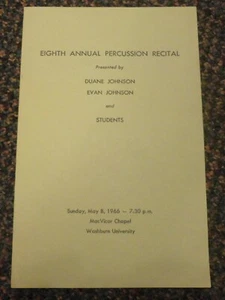 EIGHTH ANNUAL PERCUSSION RECITAL
Presented by
DUANE JOHNSON
EVAN JOHNSON
and
STUDENTS
Sunday, May 8, 1966 — 7:30 p.m.
MacVicar Chapel
Washburn University